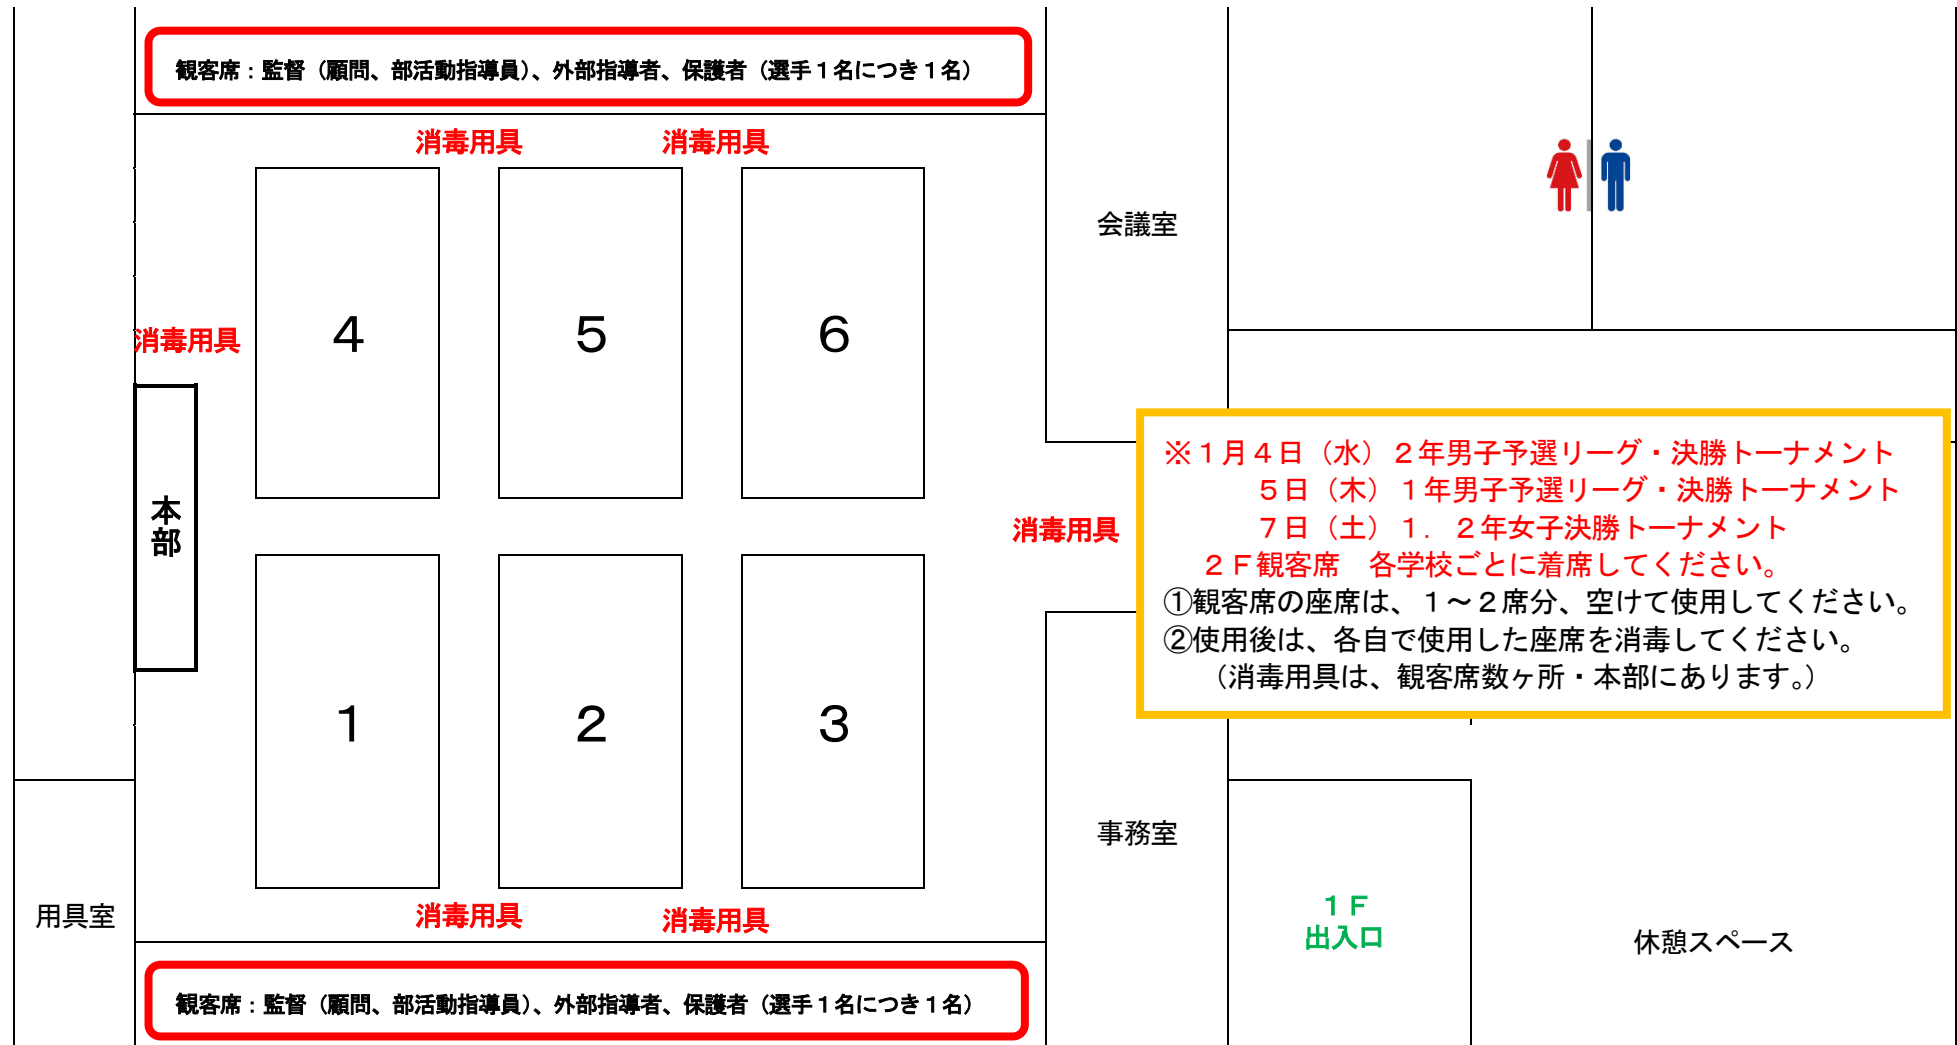 観客席：監督（顧問、部活動指導員）、外部指導者、保護者（選手１名につき１名）
消毒用具
消毒用具
会議室
4
5
6
消毒用具
本部
消毒用具
※１月４日（水）２年男子予選リーグ・決勝トーナメント
５日（木）１年男子予選リーグ・決勝トーナメント
７日（土）１．２年女子決勝トーナメント
２Ｆ観客席　各学校ごとに着席してください。
①観客席の座席は、１～２席分、空けて使用してください。
②使用後は、各自で使用した座席を消毒してください。
（消毒用具は、観客席数ヶ所・本部にあります。）
1
2
3
事務室
用具室
消毒用具
消毒用具
１Ｆ
出入口
休憩スペース
観客席：監督（顧問、部活動指導員）、外部指導者、保護者（選手１名につき１名）